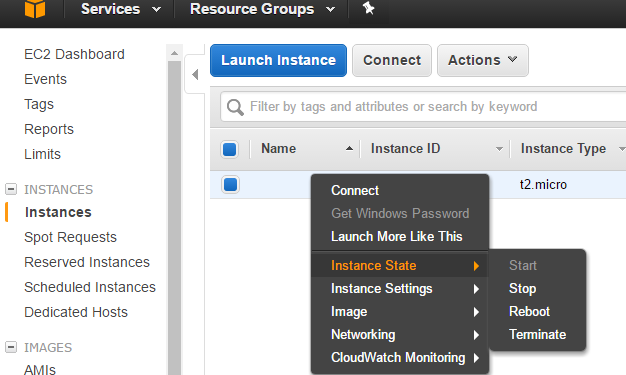 Services Resource Groups
EC2 Dashboard
Events
Tags
Reports
Limits
INSTANCES
Instances
Spot Requests
Reserved Instances
Scheduled Instances
Dedicated Hosts
IMAGES
AMIs
Launch Instance Connect Actions
Filter by tags and attributes or search by keyword
Name Instance ID Instance Type
t2.micro
Connect
Get Windows Password
Launch More Like This
Instance State
Instance Settings
Image
Networking
CloudWatch Monitoring
Start
Stop
Reboot
Terminate